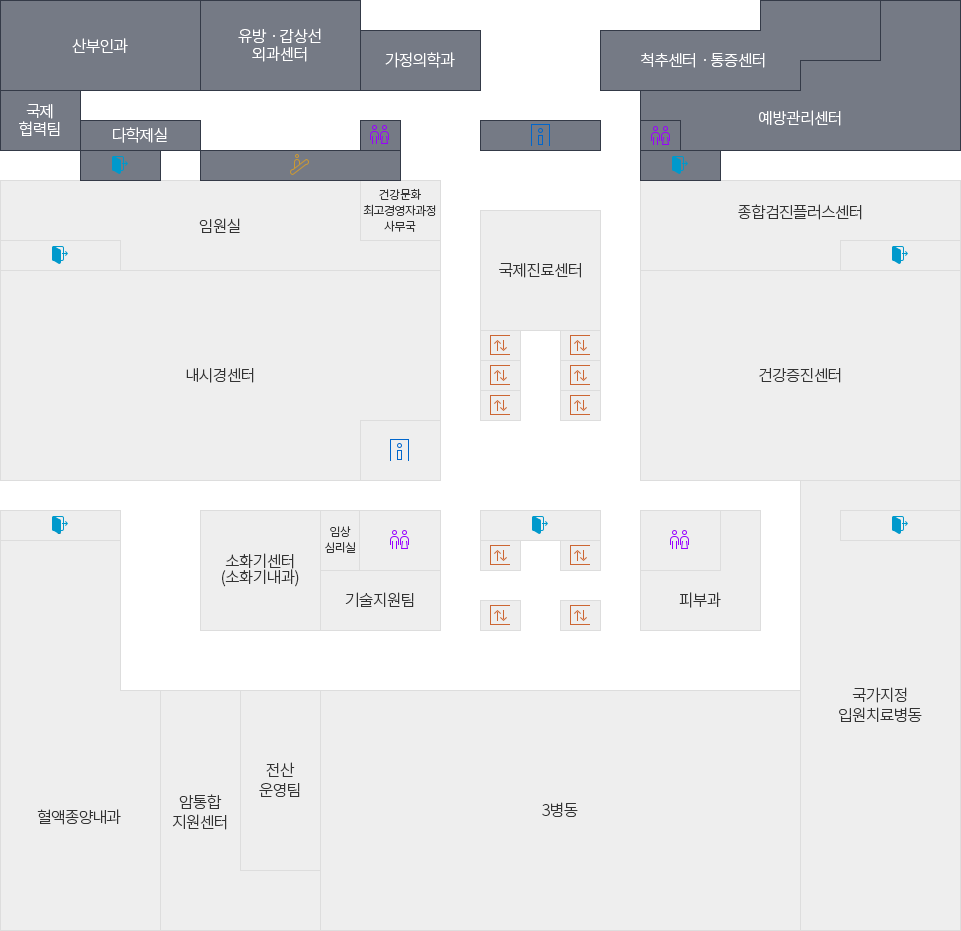 산부인과
유방 · 갑상선
외과센터
가정의학과
척추센터 · 통증센터
국제
협력팀
다학제실
예방관리센터
임원실
건강문화
최고경영자과정
사무국
종합검진플러스센터
국제진료센터
내시경센터
건강증진센터
소화기센터
(소화기내과)
임상
심리실
기술지원팀
피부과
국가지정
입원치료병동
혈액종양내과
암통합
지원센터
전산
운영팀
3병동